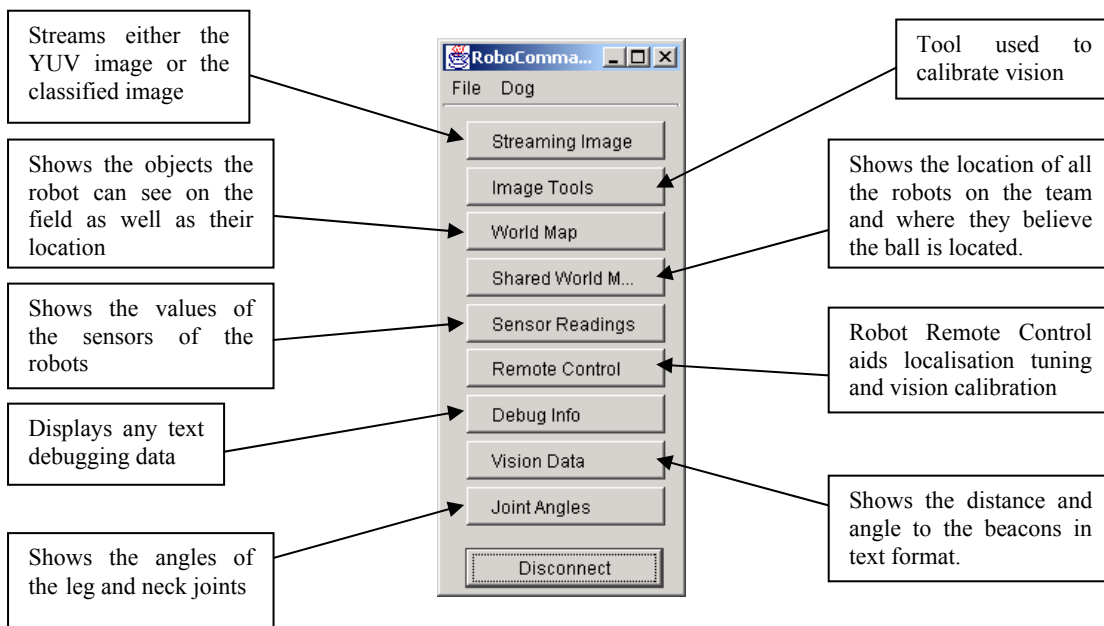 Streams either the
YUV image or the
classified image
Shows the objects the
robot can see on the
field as well as their
location
Shows the values of
the sensors of the
robots
Displays any text
debugging data
Shows the angles of
the leg and neck joints
RoboComma...
File Dog
Streaming Image
Image Tools
World Map
Shared World M...
Sensor Readings
Remote Control
Debug Info
Vision Data
Joint Angles
Disconnect
Tool used to
calibrate vision
Shows the location of all
the robots on the team
and where they believe
the ball is located.
Robot Remote Control
aids localisation tuning
and vision calibration
Shows the distance and
angle to the beacons in
text format.